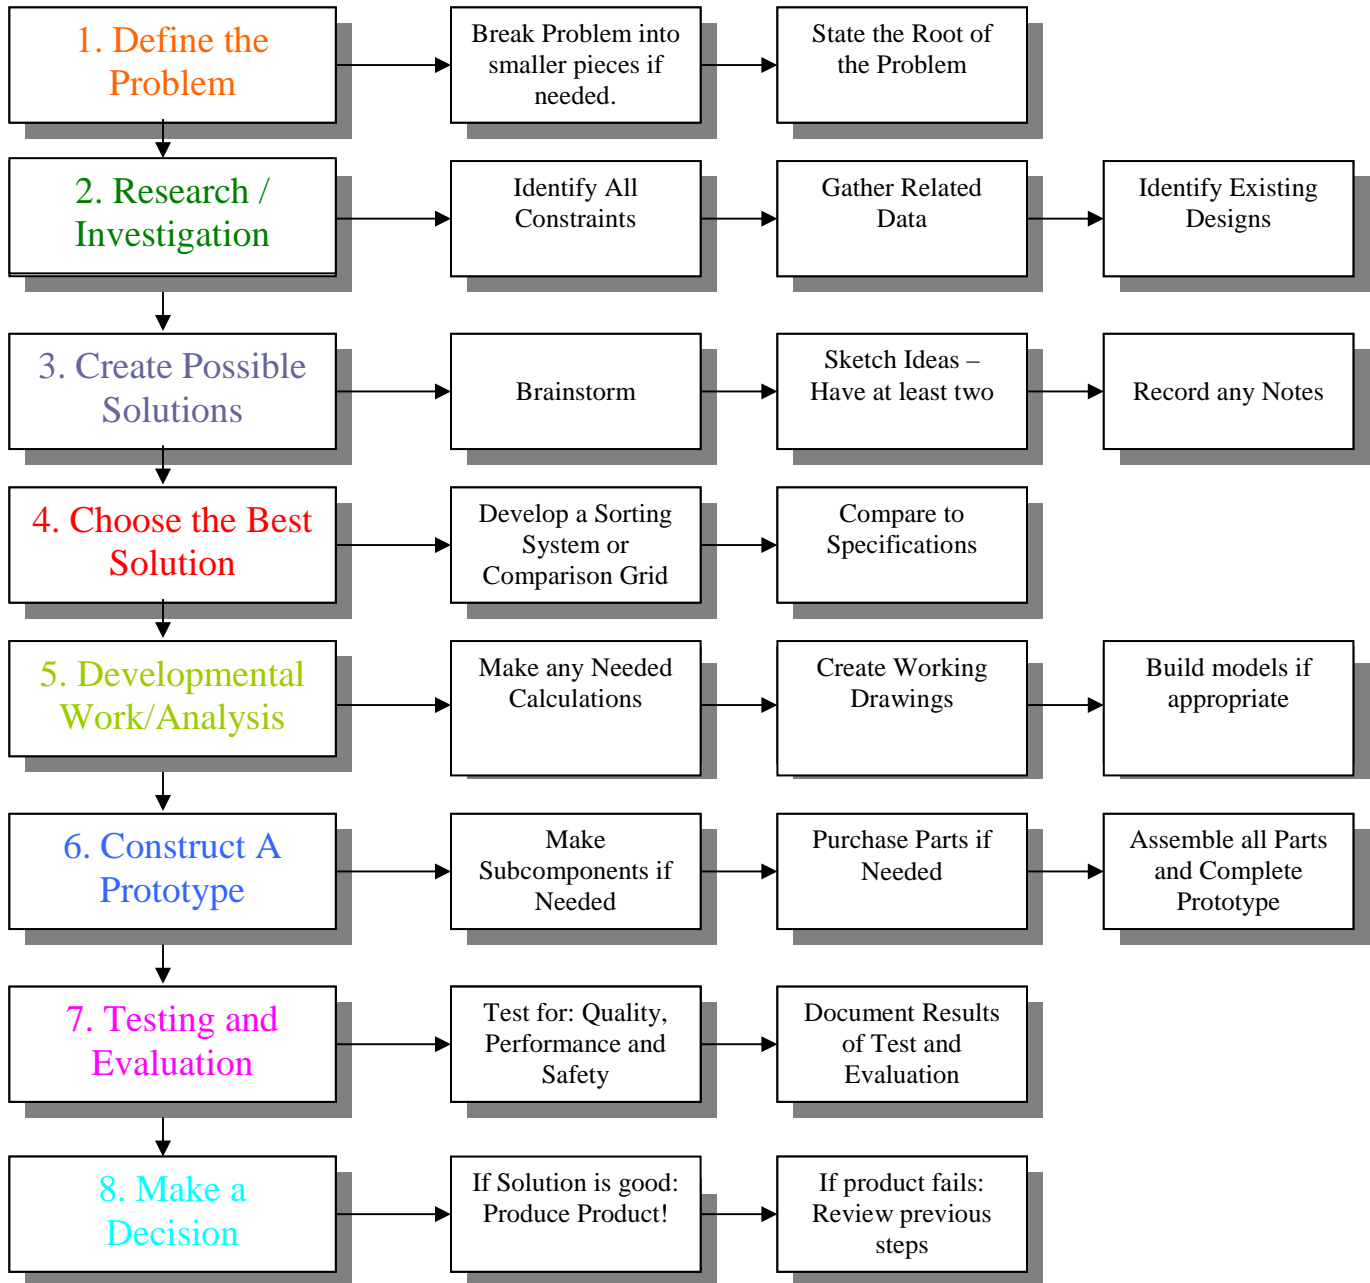 1. Define the
Problem
Break Problem into
smaller pieces if
needed.
State the Root of
the Problem
2. Research /
Investigation
Identify All
Constraints
Gather Related
Data
Identify Existing
Designs
3. Create Possible
Solutions
Brainstorm
Sketch Ideas –
Have at least two
Record any Notes
4. Choose the Best
Solution
Develop a Sorting
System or
Comparison Grid
Compare to
Specifications
5. Developmental
Work/Analysis
Make any Needed
Calculations
Create Working
Drawings
Build models if
appropriate
6. Construct A
Prototype
Make
Subcomponents if
Needed
Purchase Parts if
Needed
Assemble all Parts
and Complete
Prototype
7. Testing and
Evaluation
Test for: Quality,
Performance and
Safety
Document Results
of Test and
Evaluation
8. Make a
Decision
If Solution is good:
Produce Product!
If product fails:
Review previous
steps